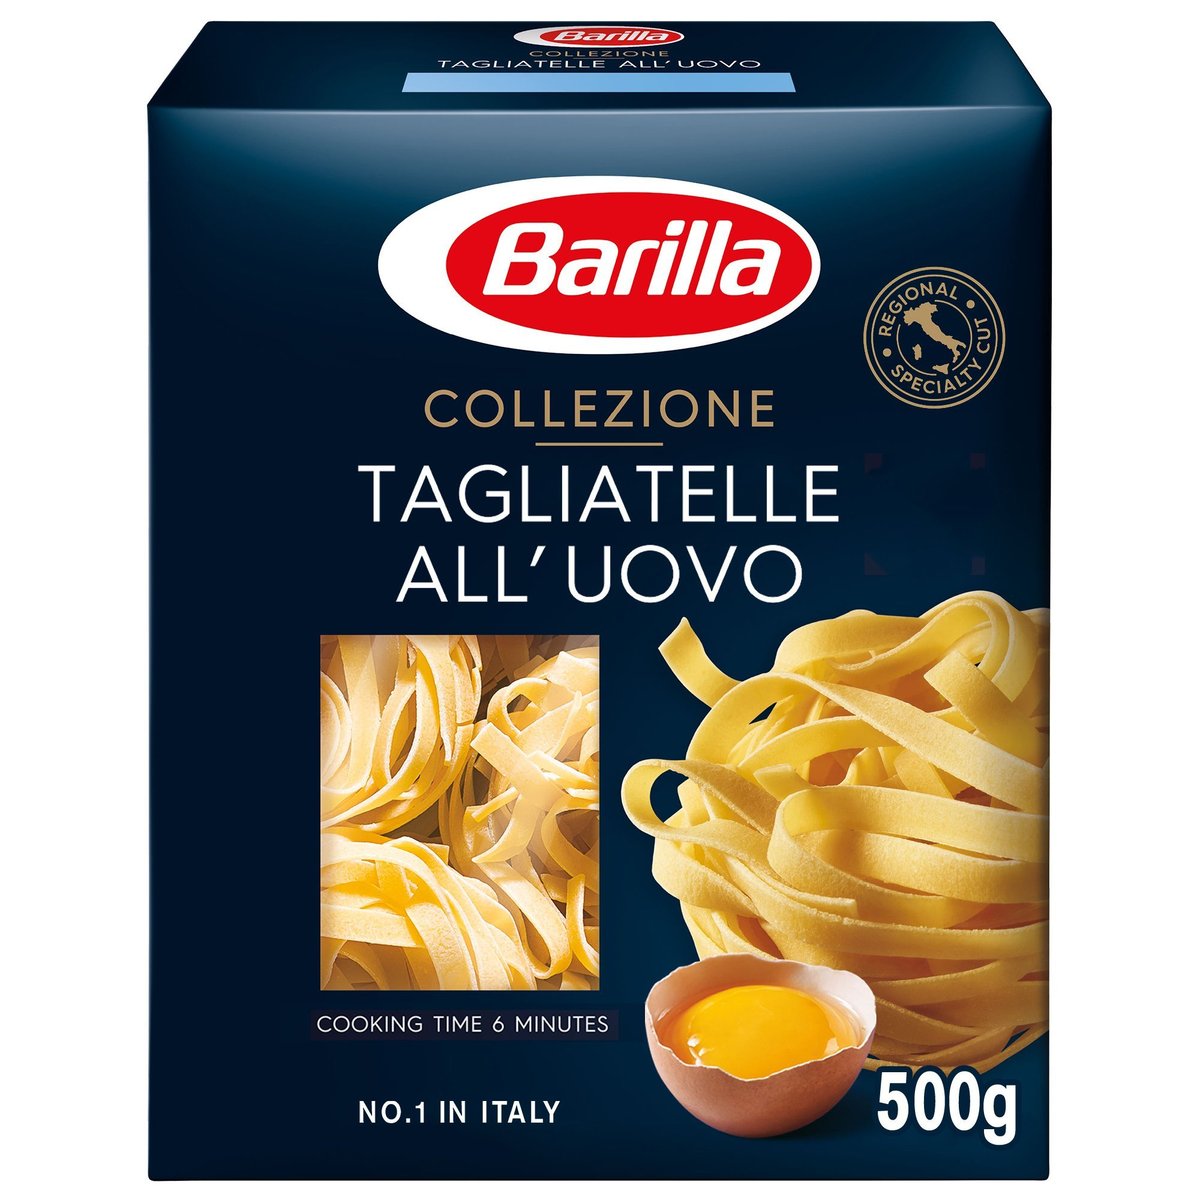 Barilla
COLLEZIONE
TAGLIATELLE ALL'UOVO
Barilla
REGIONAL
SPECIALTY CUT
COLLEZIONE
TAGLIATELLE
ALL'UOVO
COOKING TIME 6 MINUTES
NO.1 IN ITALY
500g